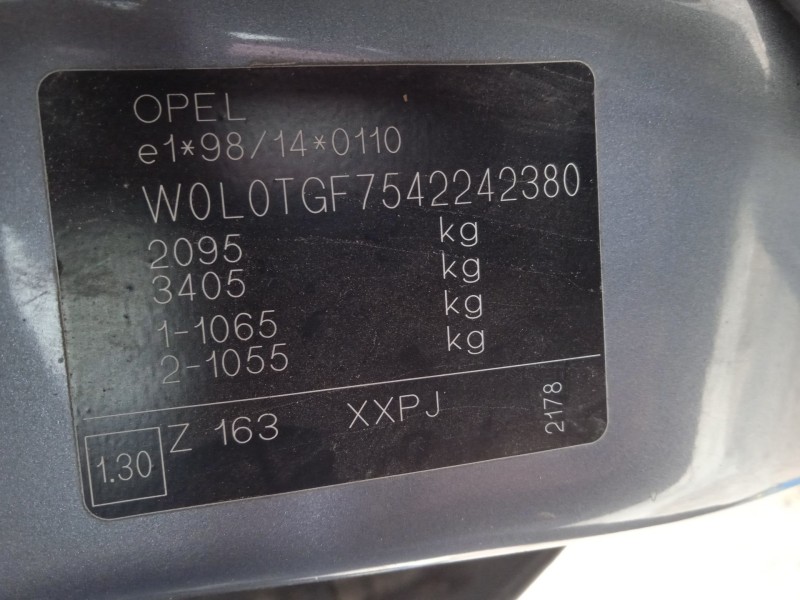 OPEL
e1*98/14*0110
W0L0TGF7542242380
2095 kg
3405 kg
1-1065 kg
2-1055 kg
1.30 Z 163 XXPJ 2178